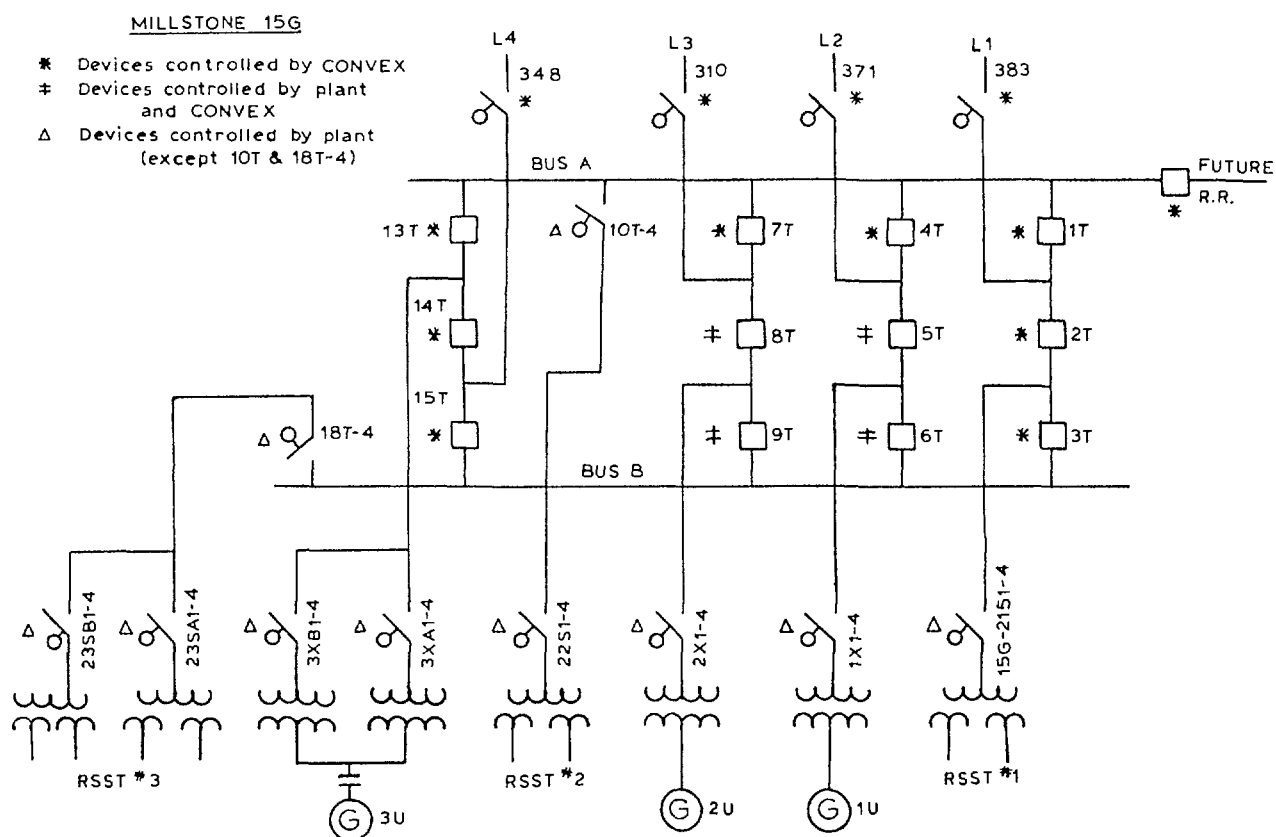 MILLSTONE 15G
* Devices controlled by CONVEX
ⵐ Devices controlled by plant
and CONVEX
Δ Devices controlled by plant
(except 10T & 18T-4)
L4
L3
L2
L1
348
*
310
*
371
*
383
*
BUS A
FUTURE
R.R.
*
13T *
Δ
10T-4
* 7T
* 4T
* 1T
14T
*
‡ 8T
‡ 5T
* 2T
15T
*
Δ
18T-4
‡ 9T
‡ 6T
* 3T
BUS B
Δ
23SB1-4
Δ
23SA1-4
Δ
3XB1-4
Δ
3XA1-4
Δ
22S1-4
Δ
2X1-4
Δ
1X1-4
Δ
15G-2151-4
RSST #3
RSST #2
RSST #1
G 3U
G 2U
G 1U